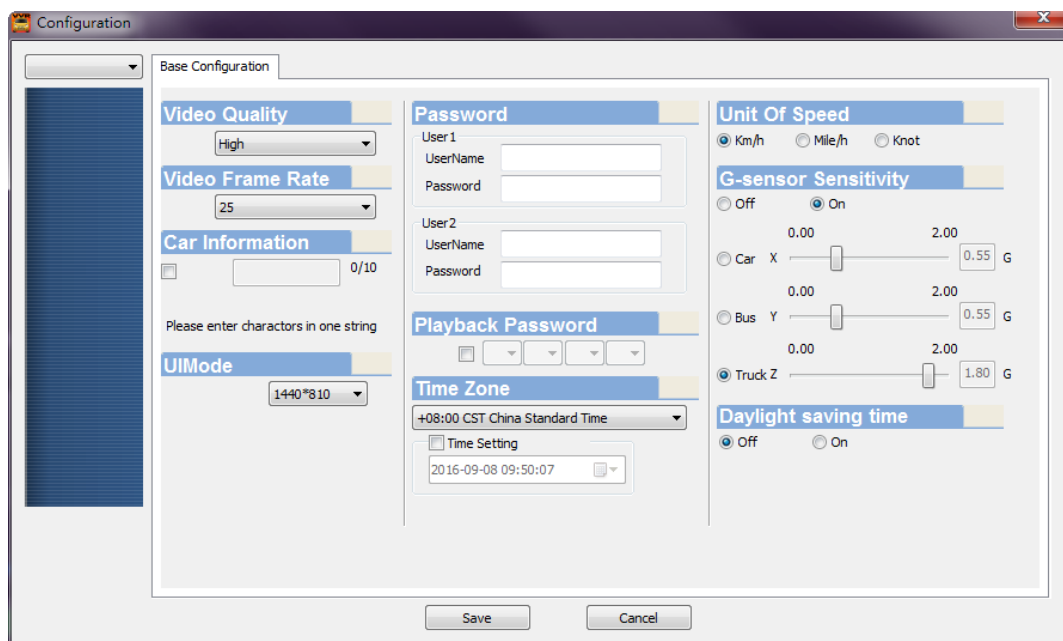 Configuration
Base Configuration
Video Quality
High
Video Frame Rate
25
Car Information
0/10
Please enter charactors in one string
UIMode
1440*810
Password
User1
UserName
Password
User2
UserName
Password
Playback Password
Time Zone
+08:00 CST China Standard Time
Time Setting
2016-09-08 09:50:07
Unit Of Speed
Km/h Mile/h Knot
G-sensor Sensitivity
Off On
0.00 2.00
Car X 0.55 G
0.00 2.00
Bus Y 0.55 G
0.00 2.00
Truck Z 1.80 G
Daylight saving time
Off On
Save Cancel